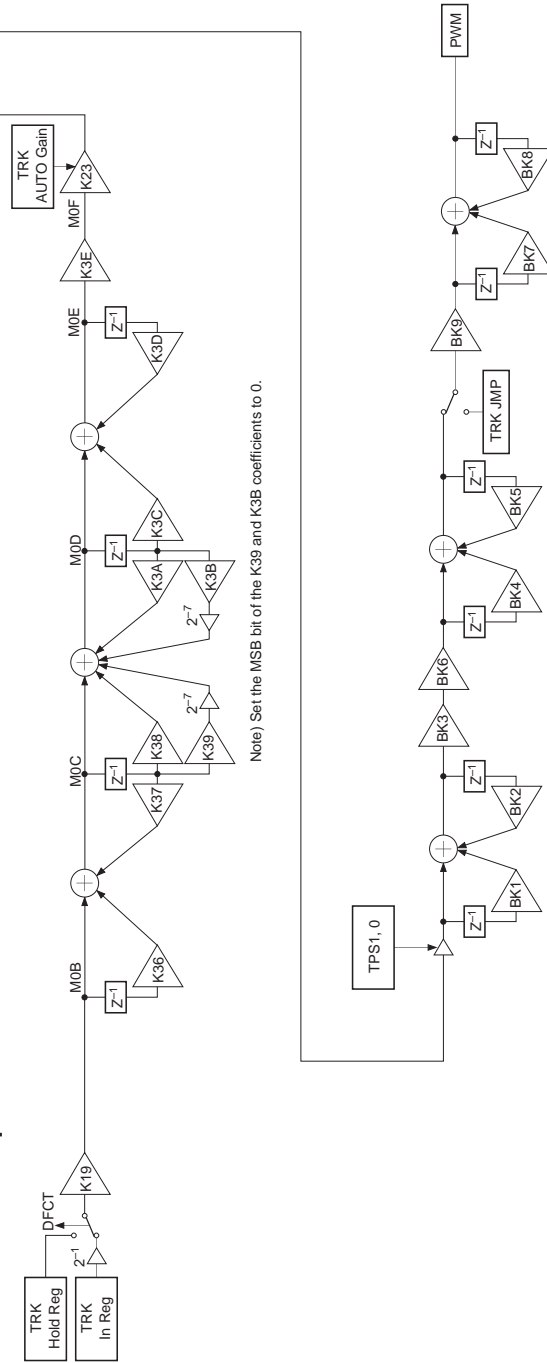 TRK
Hold Reg
TRK
In Reg
2–1
DFCT
K19
M0B
Z–1
K36
M0C
Z–1
K37
K38
K39
2–7
M0D
Z–1
K3A
K3C
K3B
2–7
M0E
Z–1
K3D
K3E
M0F
TRK
AUTO Gain
K23
Note) Set the MSB bit of the K39 and K3B coefficients to 0.
TPS1, 0
Z–1
BK1
Z–1
BK2
BK3
BK6
Z–1
BK4
Z–1
BK5
TRK JMP
BK9
Z–1
BK7
Z–1
BK8
PWM